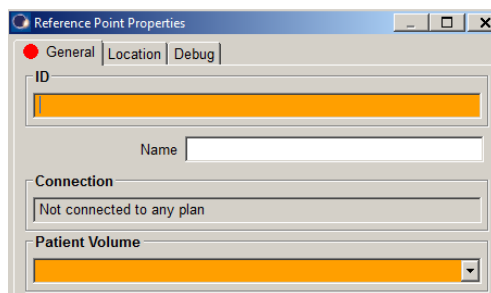 Reference Point Properties
General Location Debug
ID
Name
Connection
Not connected to any plan
Patient Volume